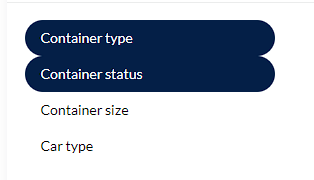 Container type
Container status
Container size
Car type